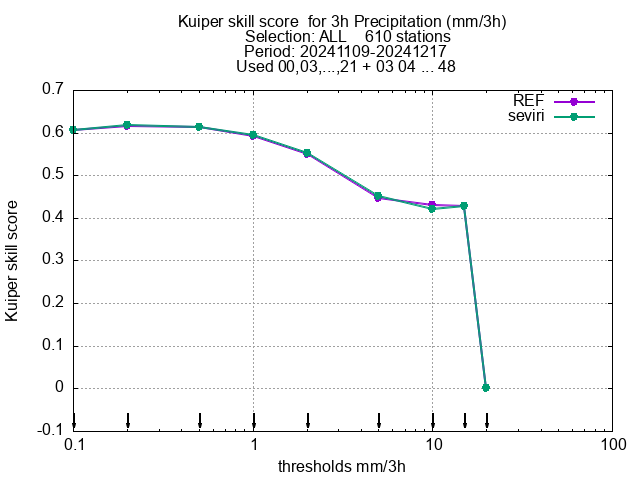 Kuiper skill score  for 3h Precipitation (mm/3h)
Selection: ALL    610 stations
Period: 20241109-20241217
Used 00,03,...,21 + 03 04 ... 48
REF
seviri
Kuiper skill score
0.7
0.6
0.5
0.4
0.3
0.2
0.1
0
-0.1
0.1
1
10
100
thresholds mm/3h